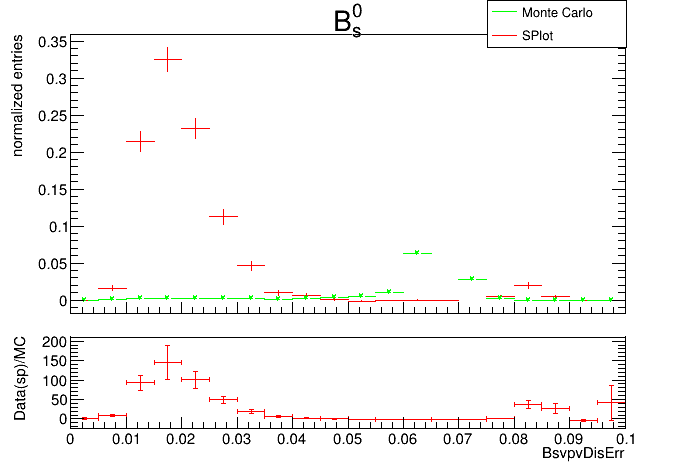 B_s^0
Monte Carlo
SPlot
normalized entries
0.35
0.3
0.25
0.2
0.15
0.1
0.05
0
Data(sp)/MC
200
150
100
50
0
0 0.01 0.02 0.03 0.04 0.05 0.06 0.07 0.08 0.09 0.1
BsvpvDisErr